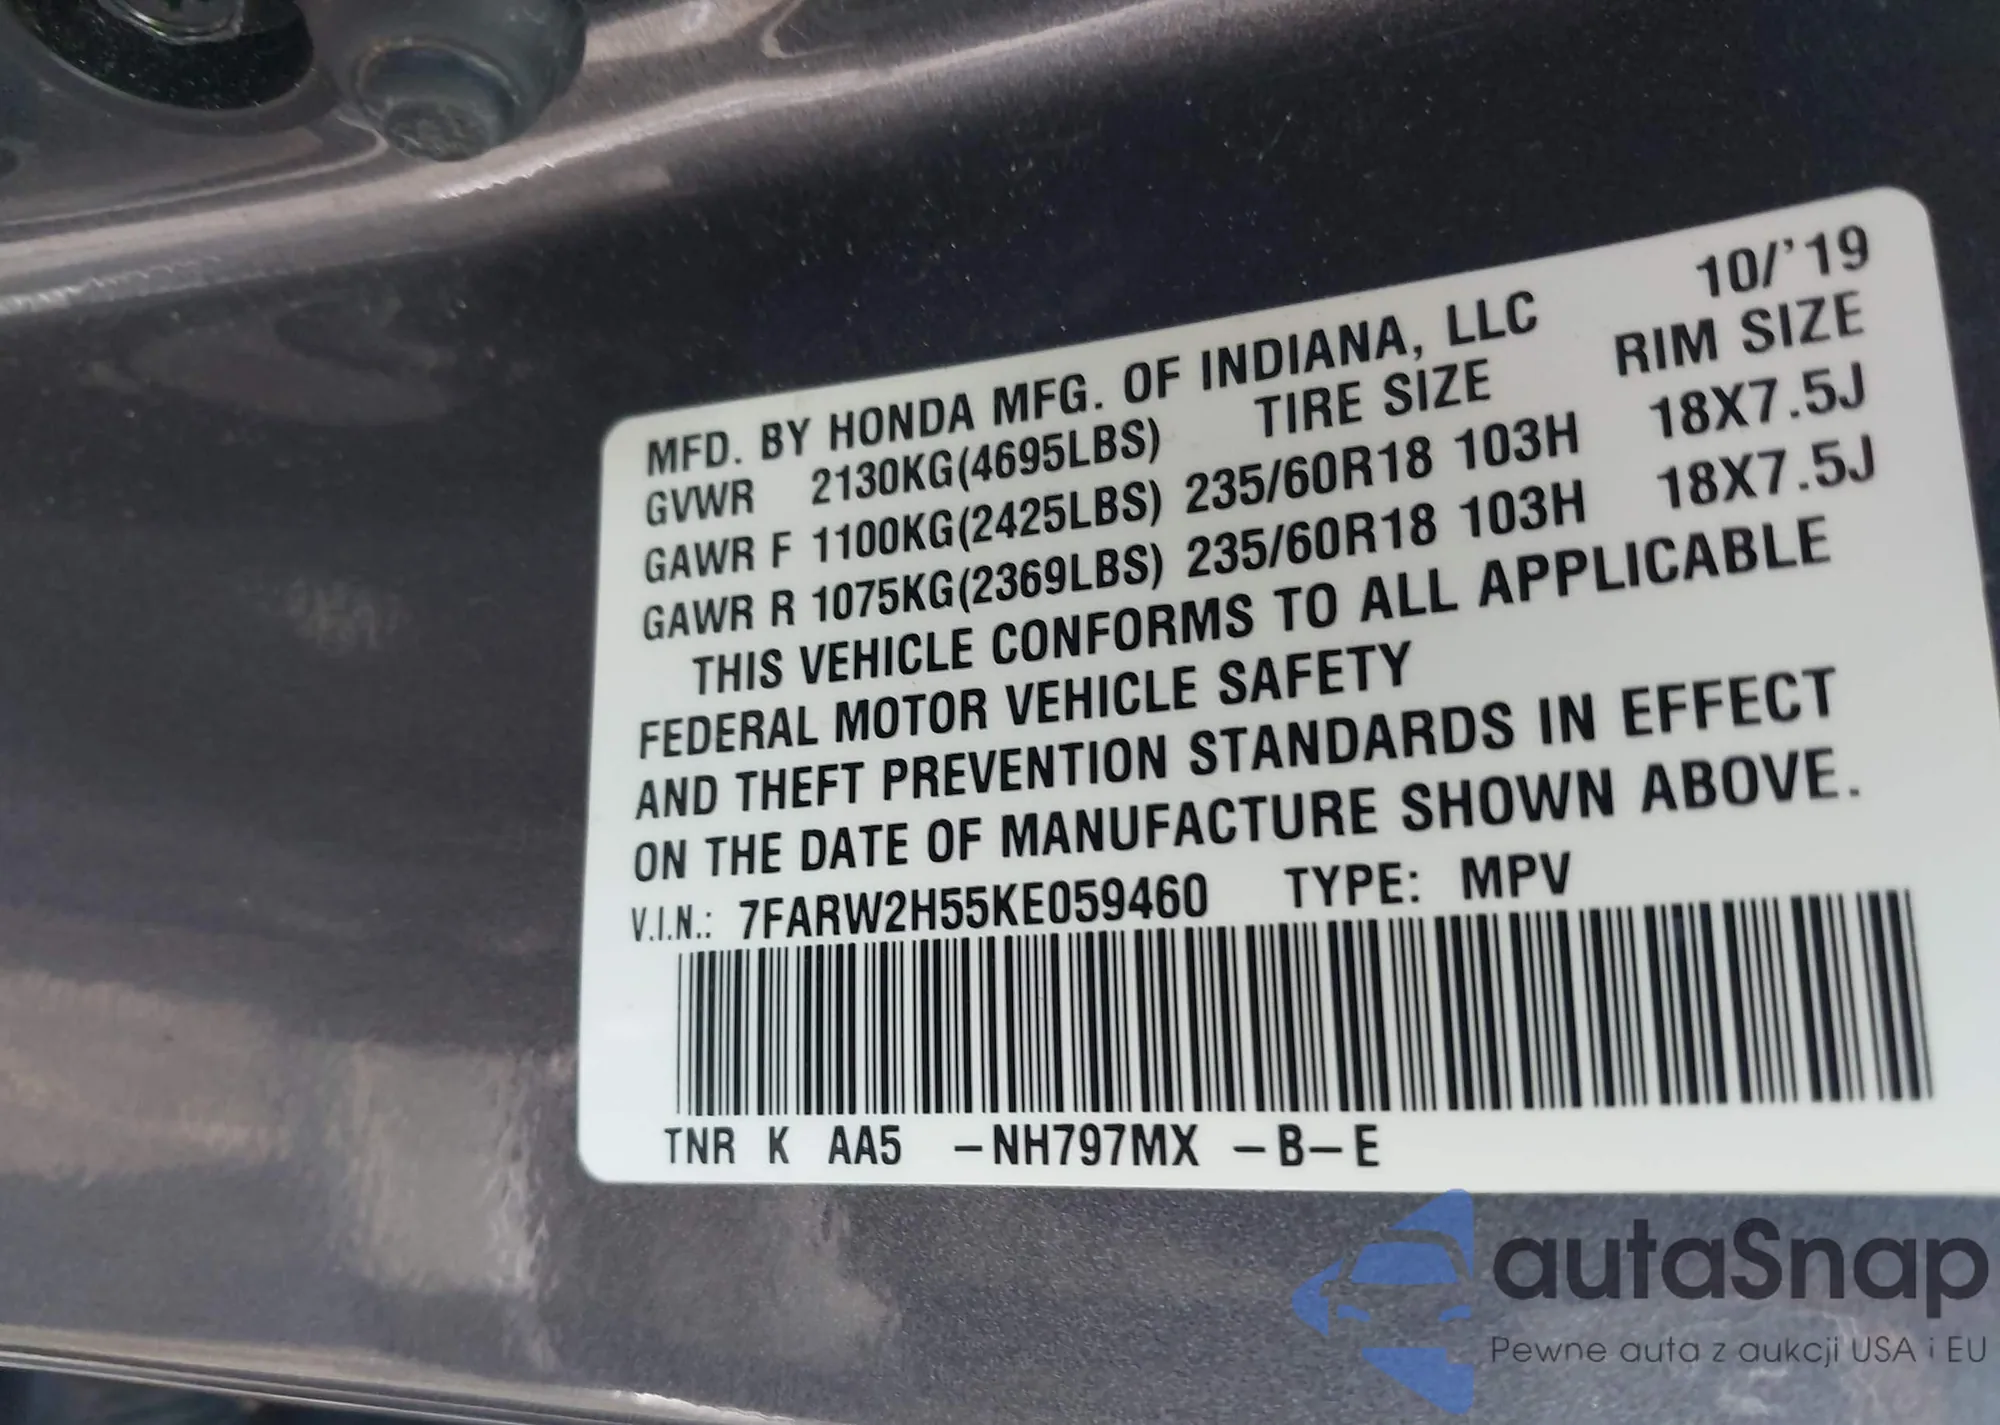 MFD. BY HONDA MFG. OF INDIANA, LLC 10/'19
GVWR 2130KG(4695LBS) TIRE SIZE RIM SIZE
GAWR F 1100KG(2425LBS) 235/60R18 103H 18X7.5J
GAWR R 1075KG(2369LBS) 235/60R18 103H 18X7.5J
THIS VEHICLE CONFORMS TO ALL APPLICABLE
FEDERAL MOTOR VEHICLE SAFETY
AND THEFT PREVENTION STANDARDS IN EFFECT
ON THE DATE OF MANUFACTURE SHOWN ABOVE.
V.I.N.: 7FARW2H55KE059460 TYPE: MPV
TNR K AA5 –NH797MX –B–E
autaSnap
Pewne auta z aukcji USA i EU